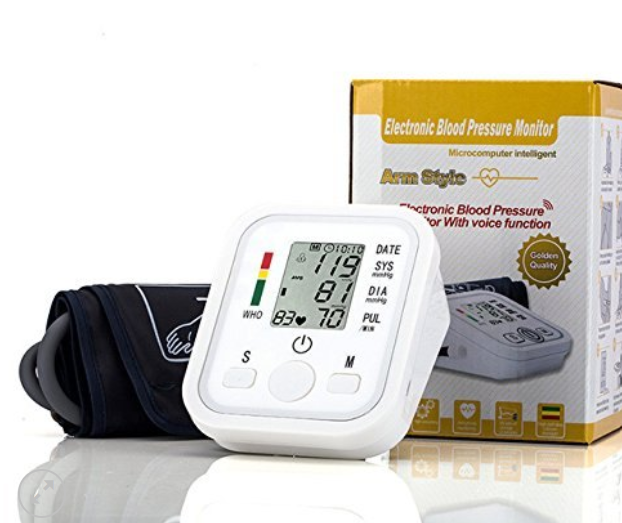 Electronic Blood Pressure Monitor
Microcomputer intelligent
Arm Style
Electronic Blood Pressure
With voice function
Golden
Quality
M 10:10
DATE
119
SYS
mmHg
81
DIA
mmHg
83 70
PUL
/MIN
WHO
S
M